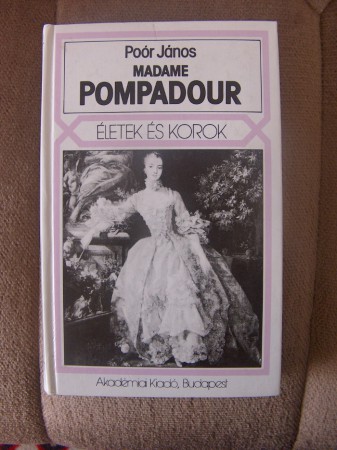 Poór János
MADAME
POMPADOUR
ÉLETEK ÉS KOROK
Akadémiai Kiadó, Budapest